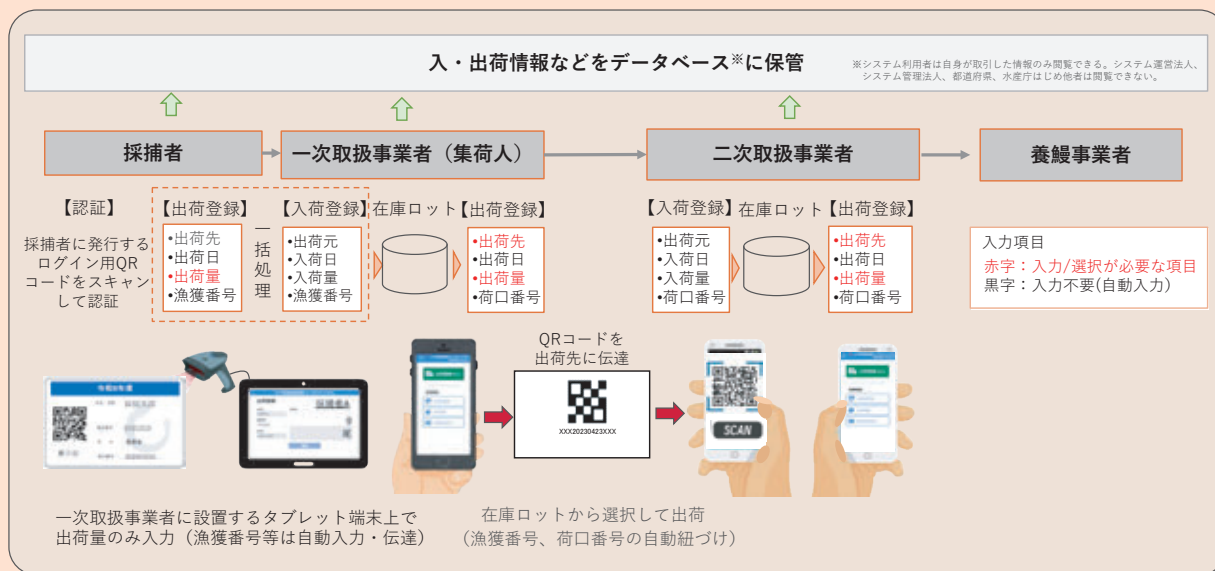 入・出荷情報などをデータベース※に保管
※システム利用者は自身が取引した情報のみ閲覧できる。システム運営法人、
システム管理法人、都道府県、水産庁はじめ他者は閲覧できない。
採捕者
一次取扱事業者（集荷人）
二次取扱事業者
養鰻事業者
【認証】
採捕者に発行する
ログイン用QR
コードをスキャン
して認証
【出荷登録】
•出荷先
•出荷日
•出荷量
•漁獲番号
一括処理
【入荷登録】
•出荷元
•入荷日
•入荷量
•漁獲番号
在庫ロット
【出荷登録】
•出荷先
•出荷日
•出荷量
•荷口番号
【入荷登録】
•出荷元
•入荷日
•入荷量
•荷口番号
在庫ロット
【出荷登録】
•出荷先
•出荷日
•出荷量
•荷口番号
入力項目
赤字：入力/選択が必要な項目
黒字：入力不要(自動入力)
QRコードを
出荷先に伝達
XXX20230423XXX
SCAN
一次取扱事業者に設置するタブレット端末上で
出荷量のみ入力（漁獲番号等は自動入力・伝達）
在庫ロットから選択して出荷
（漁獲番号、荷口番号の自動紐づけ）